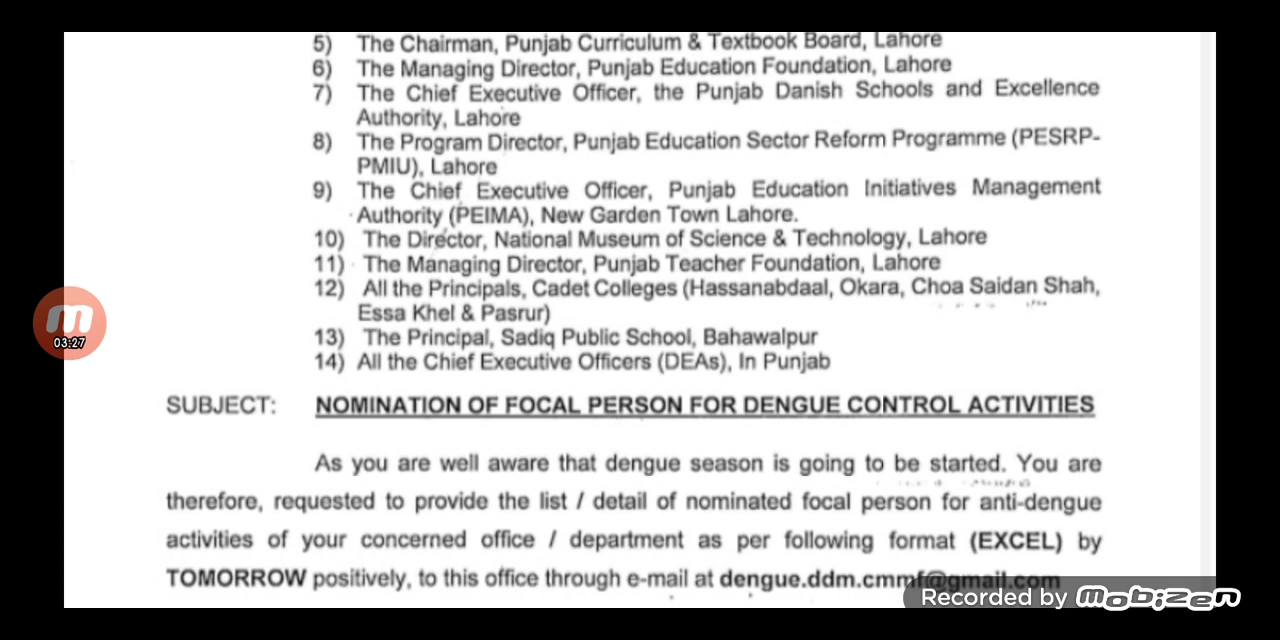 5) The Chairman, Punjab Curriculum & Textbook Board, Lahore
6) The Managing Director, Punjab Education Foundation, Lahore
7) The Chief Executive Officer, the Punjab Danish Schools and Excellence
Authority, Lahore
8) The Program Director, Punjab Education Sector Reform Programme (PESRP-
PMIU), Lahore
9) The Chief Executive Officer, Punjab Education Initiatives Management
Authority (PEIMA), New Garden Town Lahore.
10) The Director, National Museum of Science & Technology, Lahore
11) The Managing Director, Punjab Teacher Foundation, Lahore
12) All the Principals, Cadet Colleges (Hassanabdaal, Okara, Choa Saidan Shah,
Essa Khel & Pasrur)
13) The Principal, Sadiq Public School, Bahawalpur
14) All the Chief Executive Officers (DEAs), In Punjab
03:27
SUBJECT: NOMINATION OF FOCAL PERSON FOR DENGUE CONTROL ACTIVITIES
As you are well aware that dengue season is going to be started. You are
therefore, requested to provide the list / detail of nominated focal person for anti-dengue
activities of your concerned office / department as per following format (EXCEL) by
TOMORROW positively, to this office through e-mail at dengue.ddm.cmmf@gmail.com
Recorded by mobizen